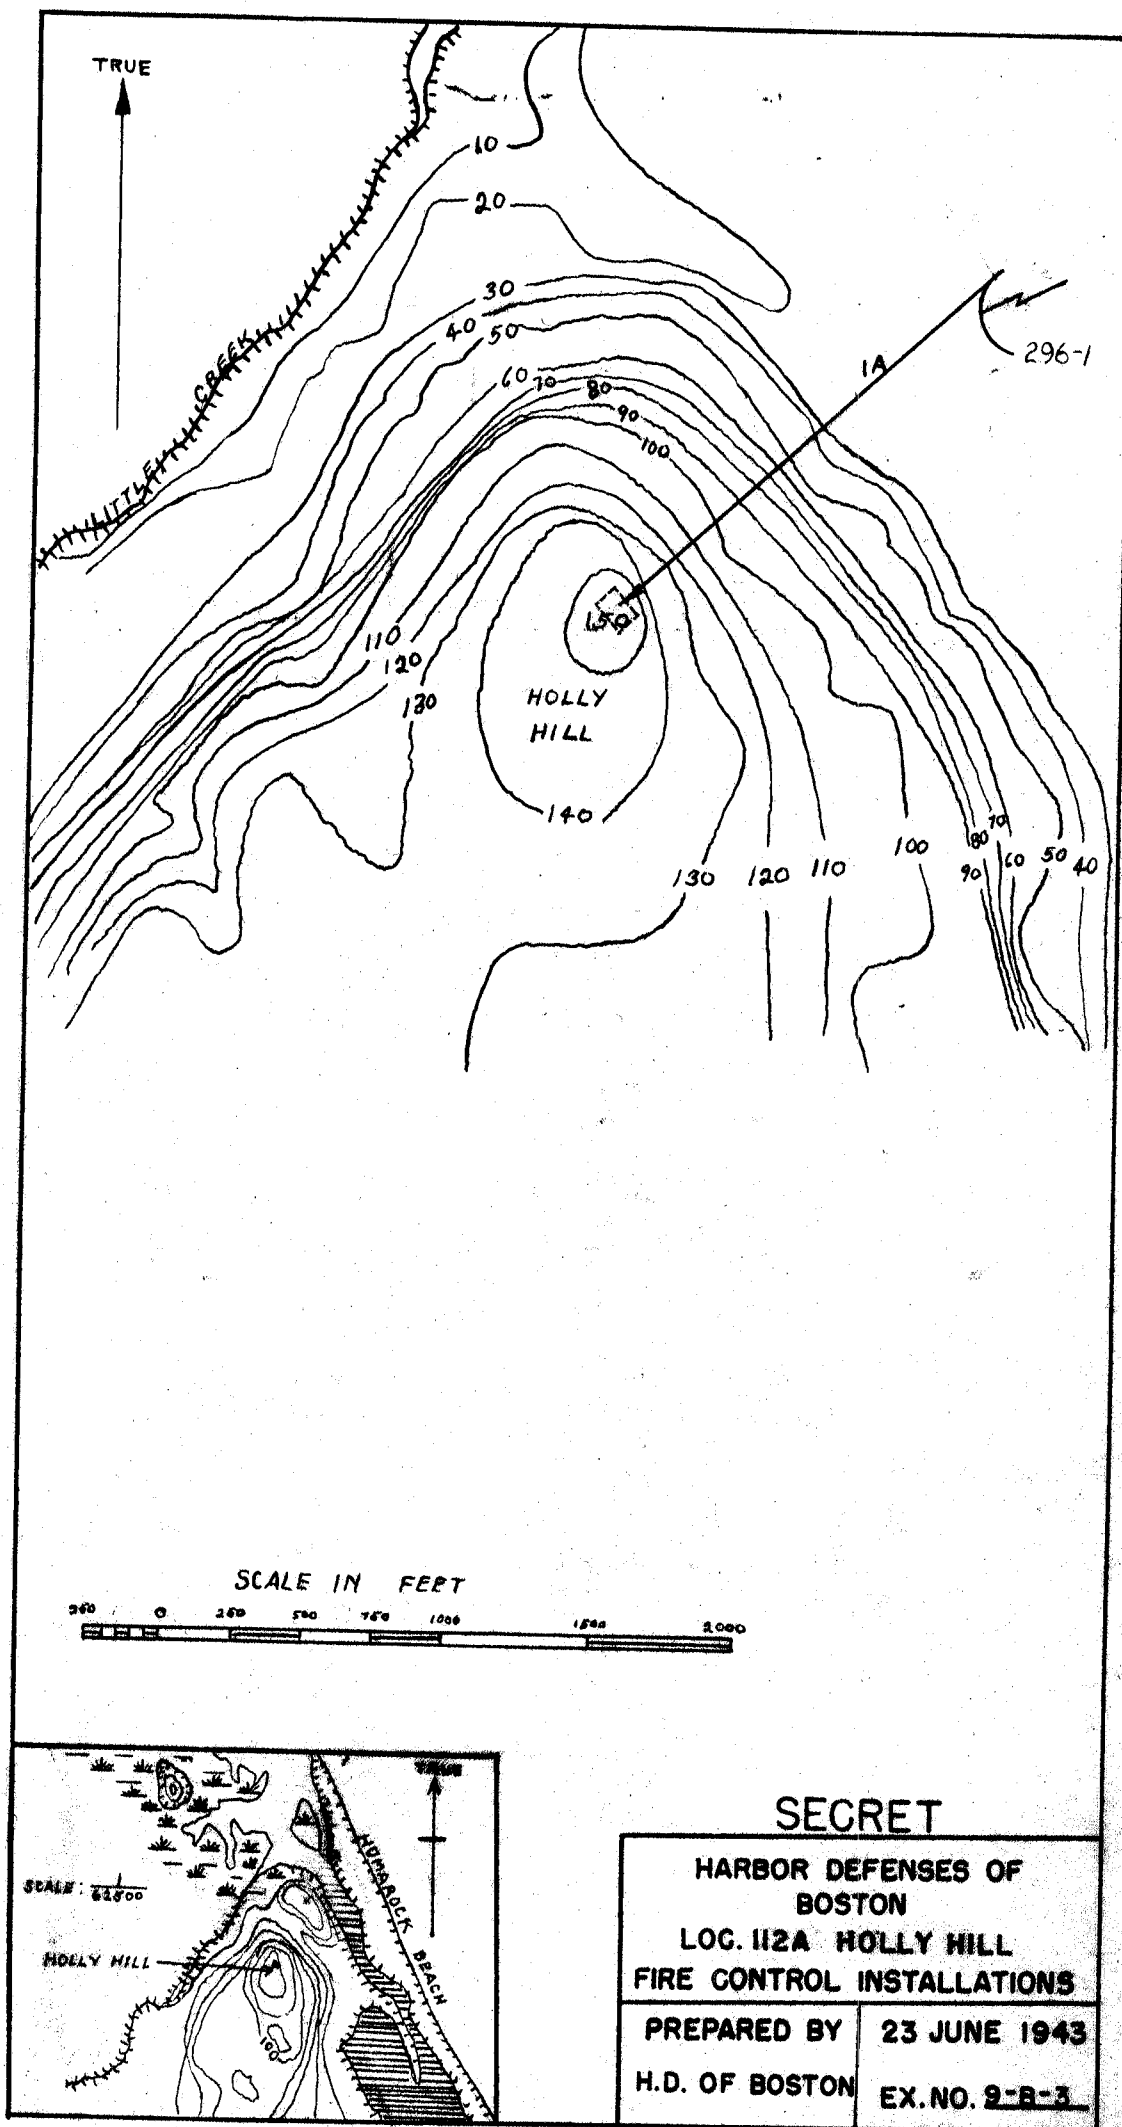 TRUE
10
20
30
40
50
60
70
80
90
100
1A
296-1
LITTLE CREEK
150
110
120
130
HOLLY
HILL
140
130
120
110
100
90
80
70
60
50
40
SCALE IN FEET
250 0 250 500 750 1000 1500 2000
TRUE
HUMAROCK BEACH
SCALE: 1/62500
HOLLY HILL
100
SECRET
HARBOR DEFENSES OF
BOSTON
LOC. 112A HOLLY HILL
FIRE CONTROL INSTALLATIONS
PREPARED BY
H.D. OF BOSTON
23 JUNE 1943
EX. NO. 9-B-3